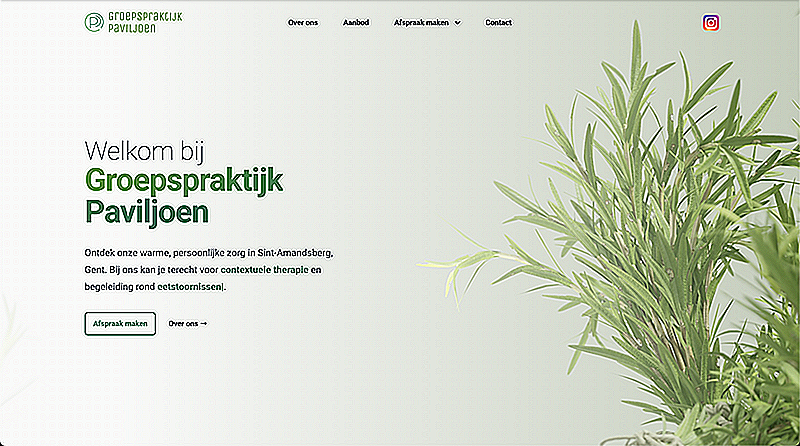 Groepspraktijk
Paviljoen
Over ons
Aanbod
Afspraak maken
Contact
Welkom bij
Groepspraktijk
Paviljoen
Ontdek onze warme, persoonlijke zorg in Sint-Amandsberg,
Gent. Bij ons kan je terecht voor contextuele therapie en
begeleiding rond eetstoornissen|.
Afspraak maken
Over ons →